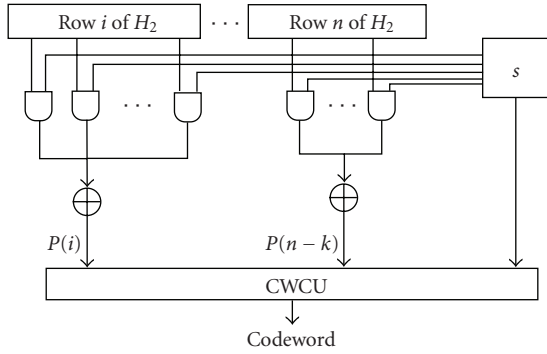 Row i of H₂ · · · Row n of H₂
s
· · · · · ·
P(i) P(n − k)
CWCU
Codeword